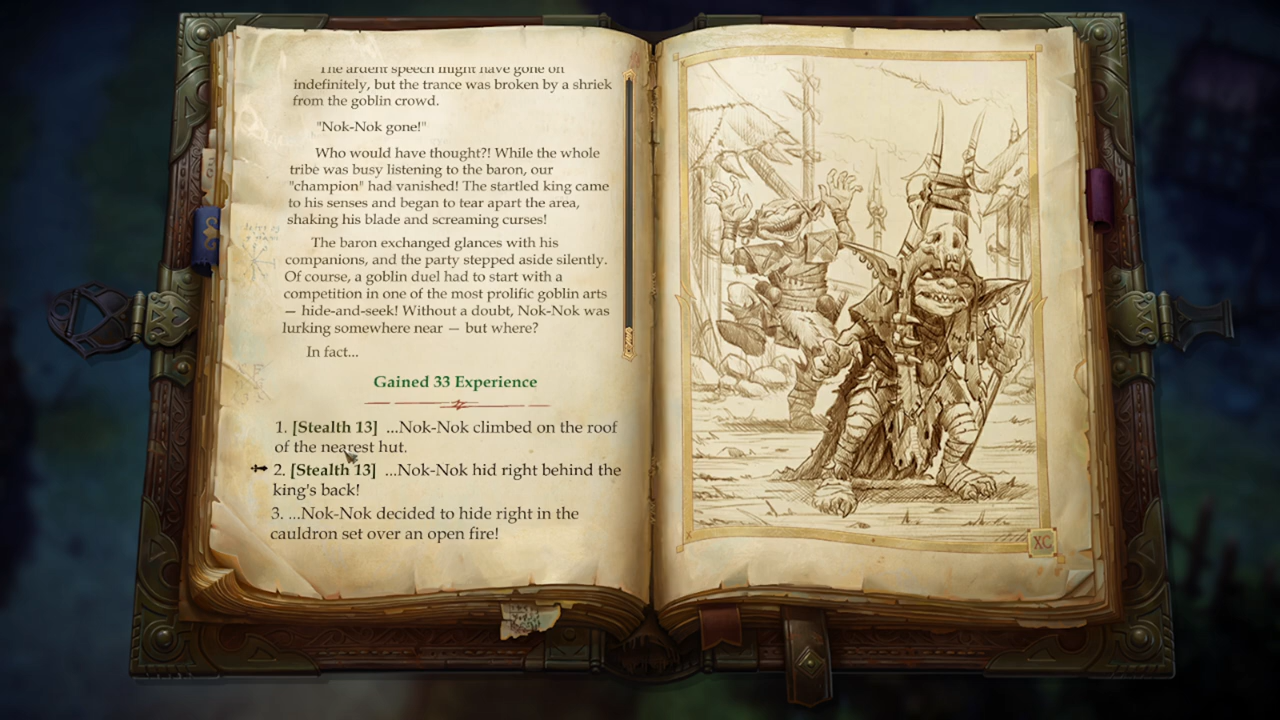 The ardent speech might have gone on
indefinitely, but the trance was broken by a shriek
from the goblin crowd.
"Nok-Nok gone!"
Who would have thought?! While the whole
tribe was busy listening to the baron, our
"champion" had vanished! The startled king came
to his senses and began to tear apart the area,
shaking his blade and screaming curses!
The baron exchanged glances with his
companions, and the party stepped aside silently.
Of course, a goblin duel had to start with a
competition in one of the most prolific goblin arts
— hide-and-seek! Without a doubt, Nok-Nok was
lurking somewhere near — but where?
In fact...
Gained 33 Experience
1. [Stealth 13] ...Nok-Nok climbed on the roof
of the nearest hut.
2. [Stealth 13] ...Nok-Nok hid right behind the
king's back!
3. ...Nok-Nok decided to hide right in the
cauldron set over an open fire!
XC